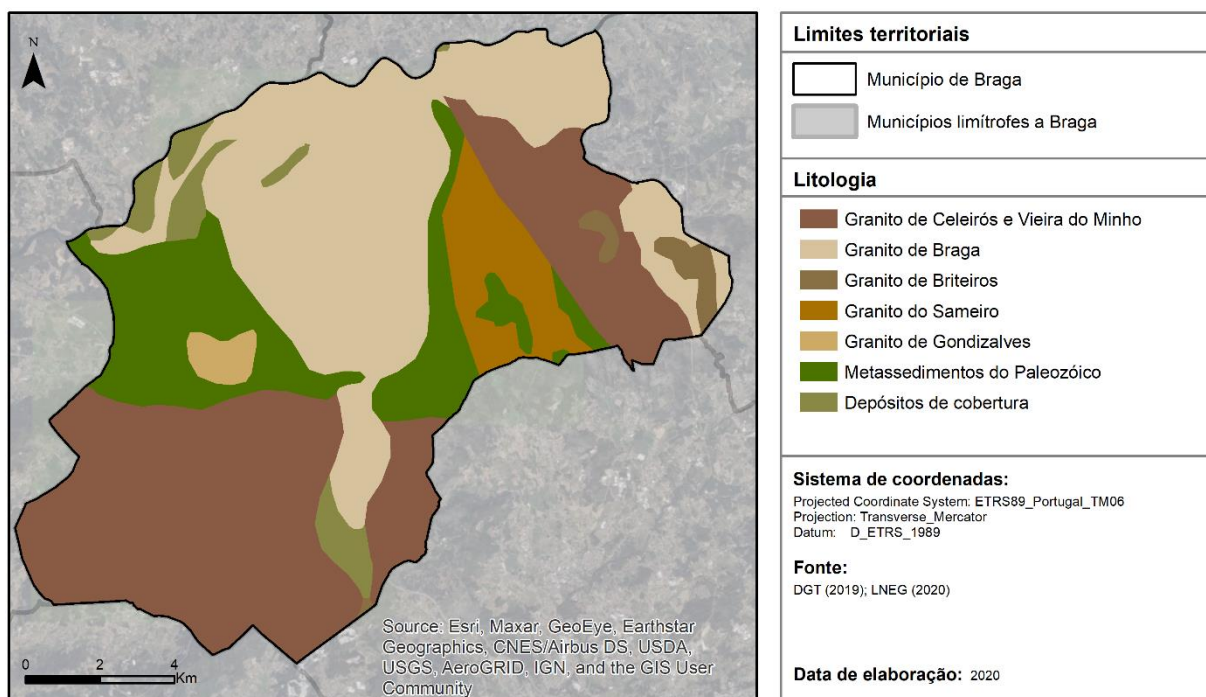 N
0 2 4
Km
Source: Esri, Maxar, GeoEye, Earthstar
Geographics, CNES/Airbus DS, USDA,
USGS, AeroGRID, IGN, and the GIS User
Community
Limites territoriais
Município de Braga
Municípios limítrofes a Braga
Litologia
Granito de Celeirós e Vieira do Minho
Granito de Braga
Granito de Briteiros
Granito do Sameiro
Granito de Gondizalves
Metassedimentos do Paleozóico
Depósitos de cobertura
Sistema de coordenadas:
Projected Coordinate System: ETRS89_Portugal_TM06
Projection: Transverse_Mercator
Datum: D_ETRS_1989
Fonte:
DGT (2019); LNEG (2020)
Data de elaboração: 2020